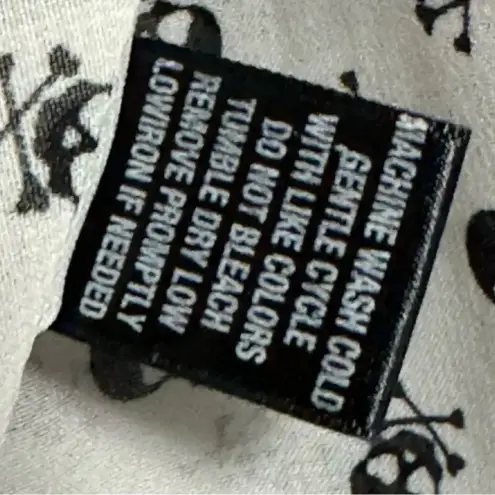 MACHINE WASH COLD
GENTLE CYCLE
WITH LIKE COLORS
DO NOT BLEACH
TUMBLE DRY LOW
REMOVE PROMPTLY
LOWIRON IF NEEDED